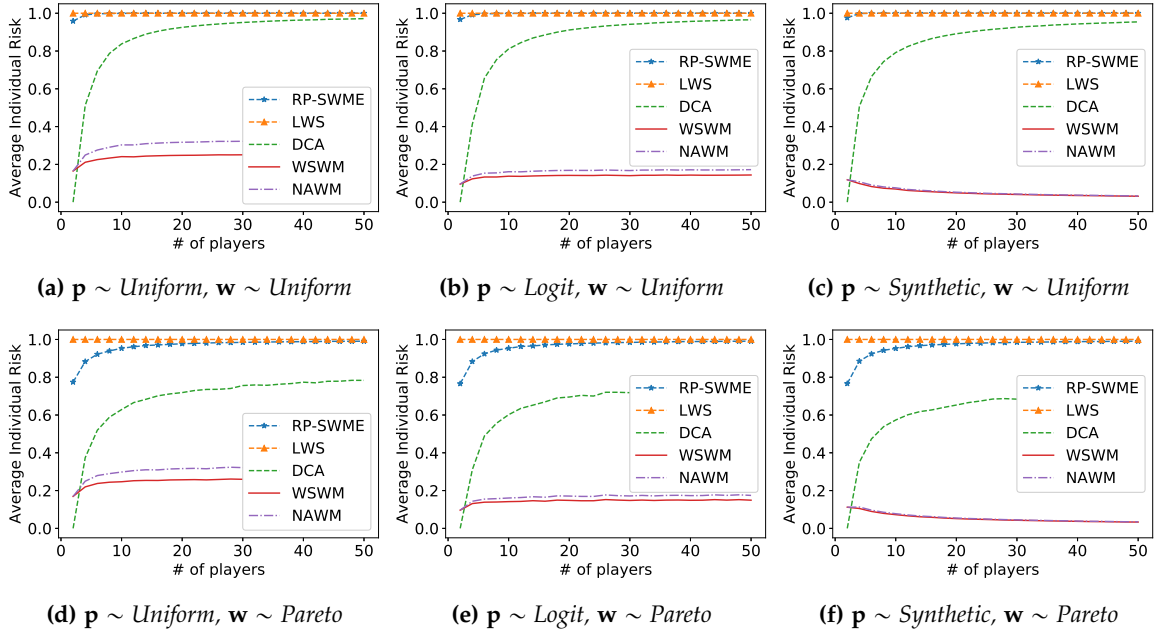 Average Individual Risk
1.0
0.8
0.6
0.4
0.2
0.0
RP-SWME
LWS
DCA
WSWM
NAWM
0 10 20 30 40 50
# of players
(a) p ∼ Uniform, w ∼ Uniform
Average Individual Risk
1.0
0.8
0.6
0.4
0.2
0.0
RP-SWME
LWS
DCA
WSWM
NAWM
0 10 20 30 40 50
# of players
(b) p ∼ Logit, w ∼ Uniform
Average Individual Risk
1.0
0.8
0.6
0.4
0.2
0.0
RP-SWME
LWS
DCA
WSWM
NAWM
0 10 20 30 40 50
# of players
(c) p ∼ Synthetic, w ∼ Uniform
Average Individual Risk
1.0
0.8
0.6
0.4
0.2
0.0
RP-SWME
LWS
DCA
WSWM
NAWM
0 10 20 30 40 50
# of players
(d) p ∼ Uniform, w ∼ Pareto
Average Individual Risk
1.0
0.8
0.6
0.4
0.2
0.0
RP-SWME
LWS
DCA
WSWM
NAWM
0 10 20 30 40 50
# of players
(e) p ∼ Logit, w ∼ Pareto
Average Individual Risk
1.0
0.8
0.6
0.4
0.2
0.0
RP-SWME
LWS
DCA
WSWM
NAWM
0 10 20 30 40 50
# of players
(f) p ∼ Synthetic, w ∼ Pareto